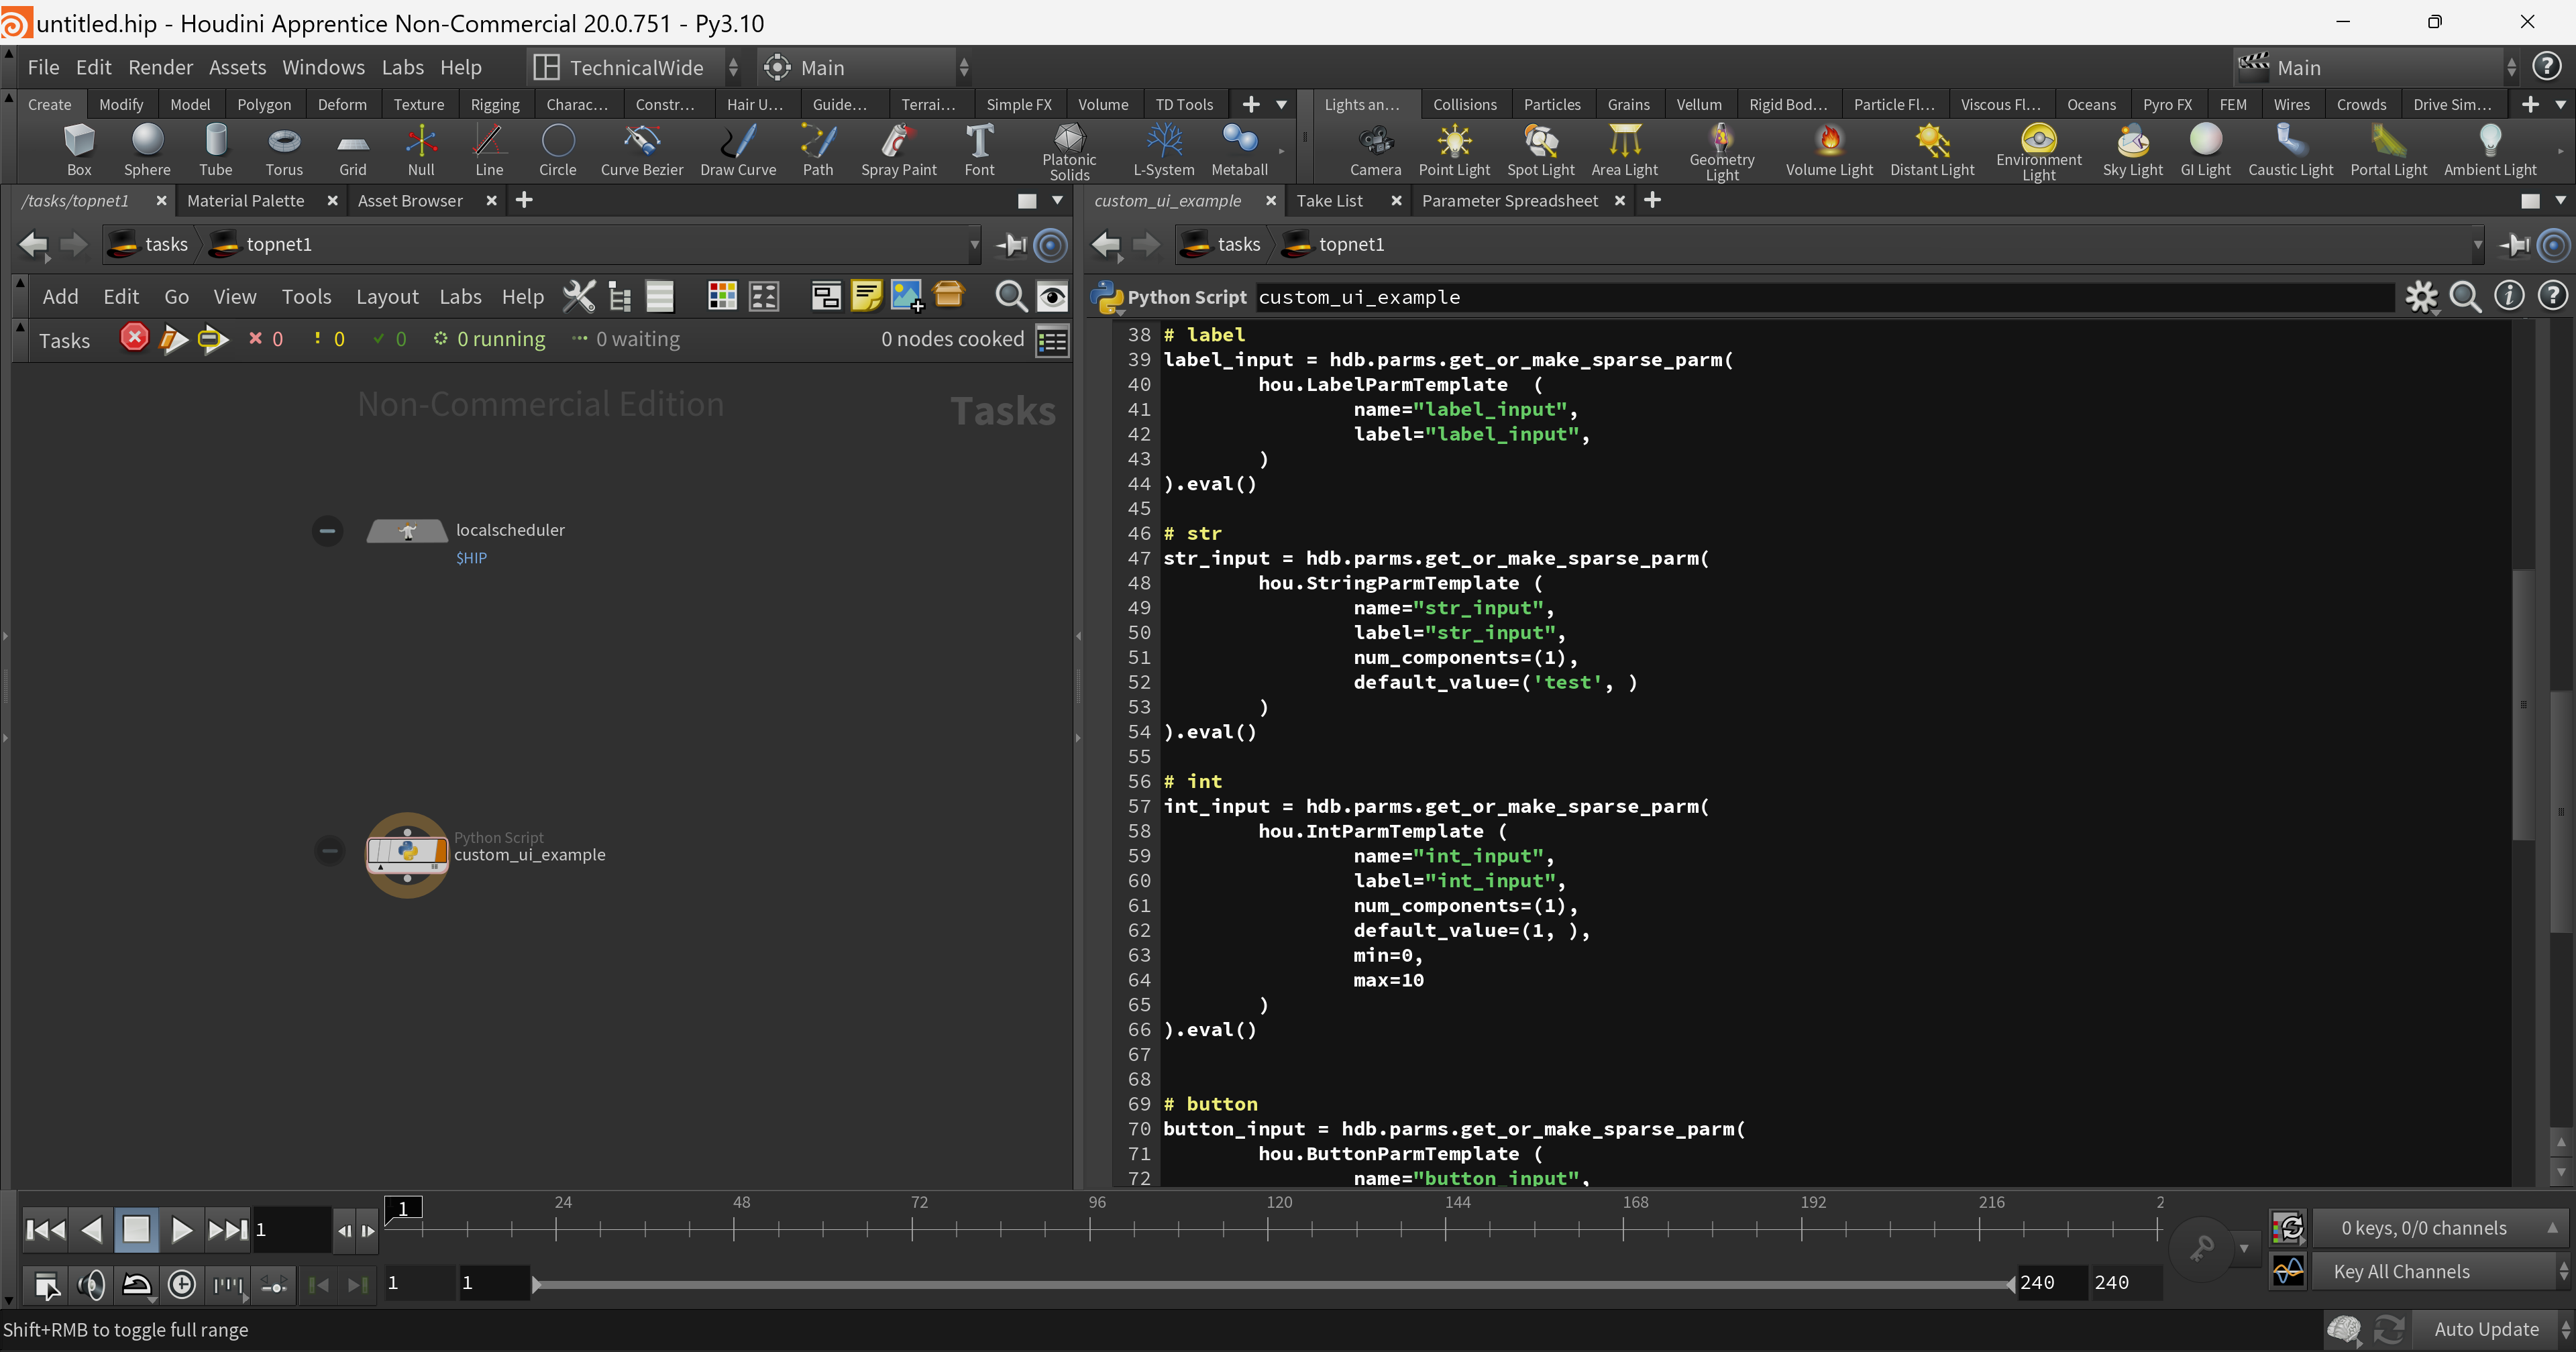 untitled.hip - Houdini Apprentice Non-Commercial 20.0.751 - Py3.10
File Edit Render Assets Windows Labs Help TechnicalWide Main Main
Create Modify Model Polygon Deform Texture Rigging Charac... Constr... Hair U... Guide... Terrai... Simple FX Volume TD Tools Lights an... Collisions Particles Grains Vellum Rigid Bod... Particle Fl... Viscous Fl... Oceans Pyro FX FEM Wires Crowds Drive Sim...
Box Sphere Tube Torus Grid Null Line Circle Curve Bezier Draw Curve Path Spray Paint Font Platonic Solids L-System Metaball Camera Point Light Spot Light Area Light Geometry Light Volume Light Distant Light Environment Light Sky Light GI Light Caustic Light Portal Light Ambient Light
/tasks/topnet1 Material Palette Asset Browser
tasks topnet1
Add Edit Go View Tools Layout Labs Help
Tasks 0 0 0 0 running 0 waiting 0 nodes cooked
Non-Commercial Edition
Tasks
localscheduler
$HIP
Python Script
custom_ui_example
custom_ui_example Take List Parameter Spreadsheet
tasks topnet1
Python Script custom_ui_example
38 # label
39 label_input = hdb.parms.get_or_make_sparse_parm(
40 hou.LabelParmTemplate (
41 name="label_input",
42 label="label_input",
43 )
44 ).eval()
45
46 # str
47 str_input = hdb.parms.get_or_make_sparse_parm(
48 hou.StringParmTemplate (
49 name="str_input",
50 label="str_input",
51 num_components=(1),
52 default_value=('test', )
53 )
54 ).eval()
55
56 # int
57 int_input = hdb.parms.get_or_make_sparse_parm(
58 hou.IntParmTemplate (
59 name="int_input",
60 label="int_input",
61 num_components=(1),
62 default_value=(1, ),
63 min=0,
64 max=10
65 )
66 ).eval()
67
68
69 # button
70 button_input = hdb.parms.get_or_make_sparse_parm(
71 hou.ButtonParmTemplate (
72 name="button_input",
1 1 24 48 72 96 120 144 168 192 216 2
0 keys, 0/0 channels
1 1 240 240
Key All Channels
Shift+RMB to toggle full range
Auto Update